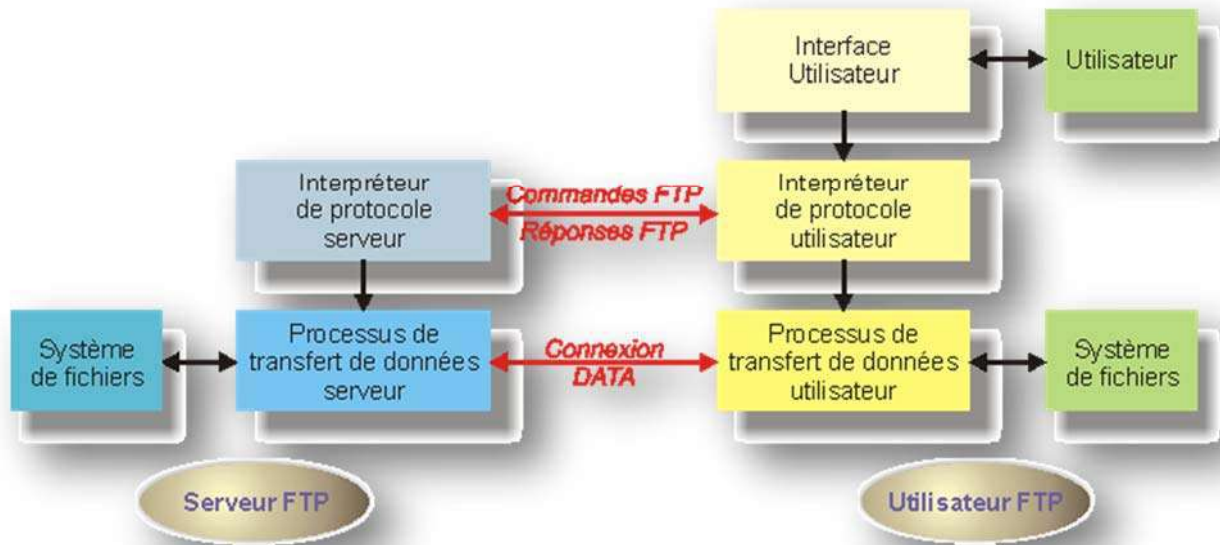 Interface
Utilisateur
Utilisateur
Interpréteur
de protocole
serveur
Commandes FTP
Réponses FTP
Interpréteur
de protocole
utilisateur
Système
de fichiers
Processus de
transfert de données
serveur
Connexion
DATA
Processus de
transfert de données
utilisateur
Système
de fichiers
Serveur FTP
Utilisateur FTP